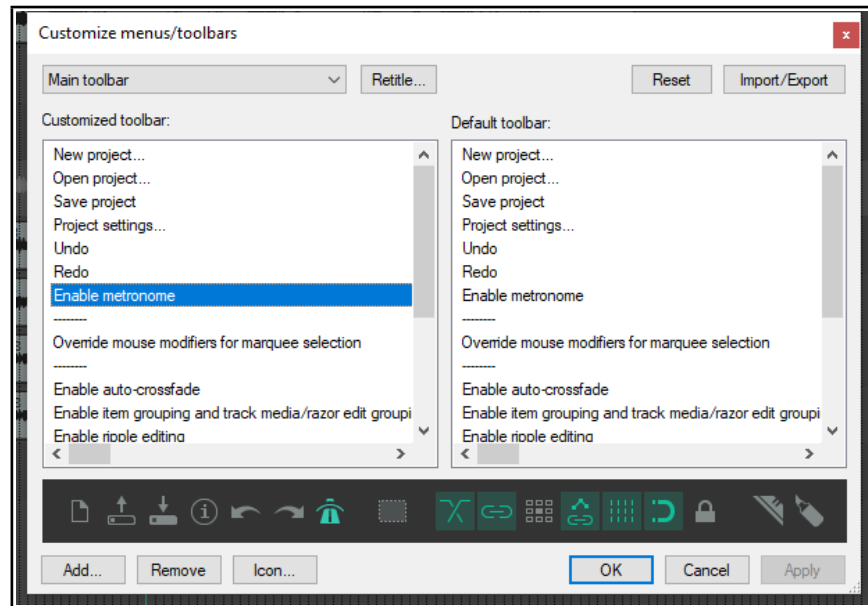 Customize menus/toolbars
x
Main toolbar
Retitle...
Reset
Import/Export
Customized toolbar:
Default toolbar:
New project...
Open project...
Save project
Project settings...
Undo
Redo
Enable metronome
--------
Override mouse modifiers for marquee selection
--------
Enable auto-crossfade
Enable item grouping and track media/razor edit groupi
Enable ripple editing
New project...
Open project...
Save project
Project settings...
Undo
Redo
Enable metronome
--------
Override mouse modifiers for marquee selection
--------
Enable auto-crossfade
Enable item grouping and track media/razor edit groupi
Enable ripple editing
Add...
Remove
Icon...
OK
Cancel
Apply